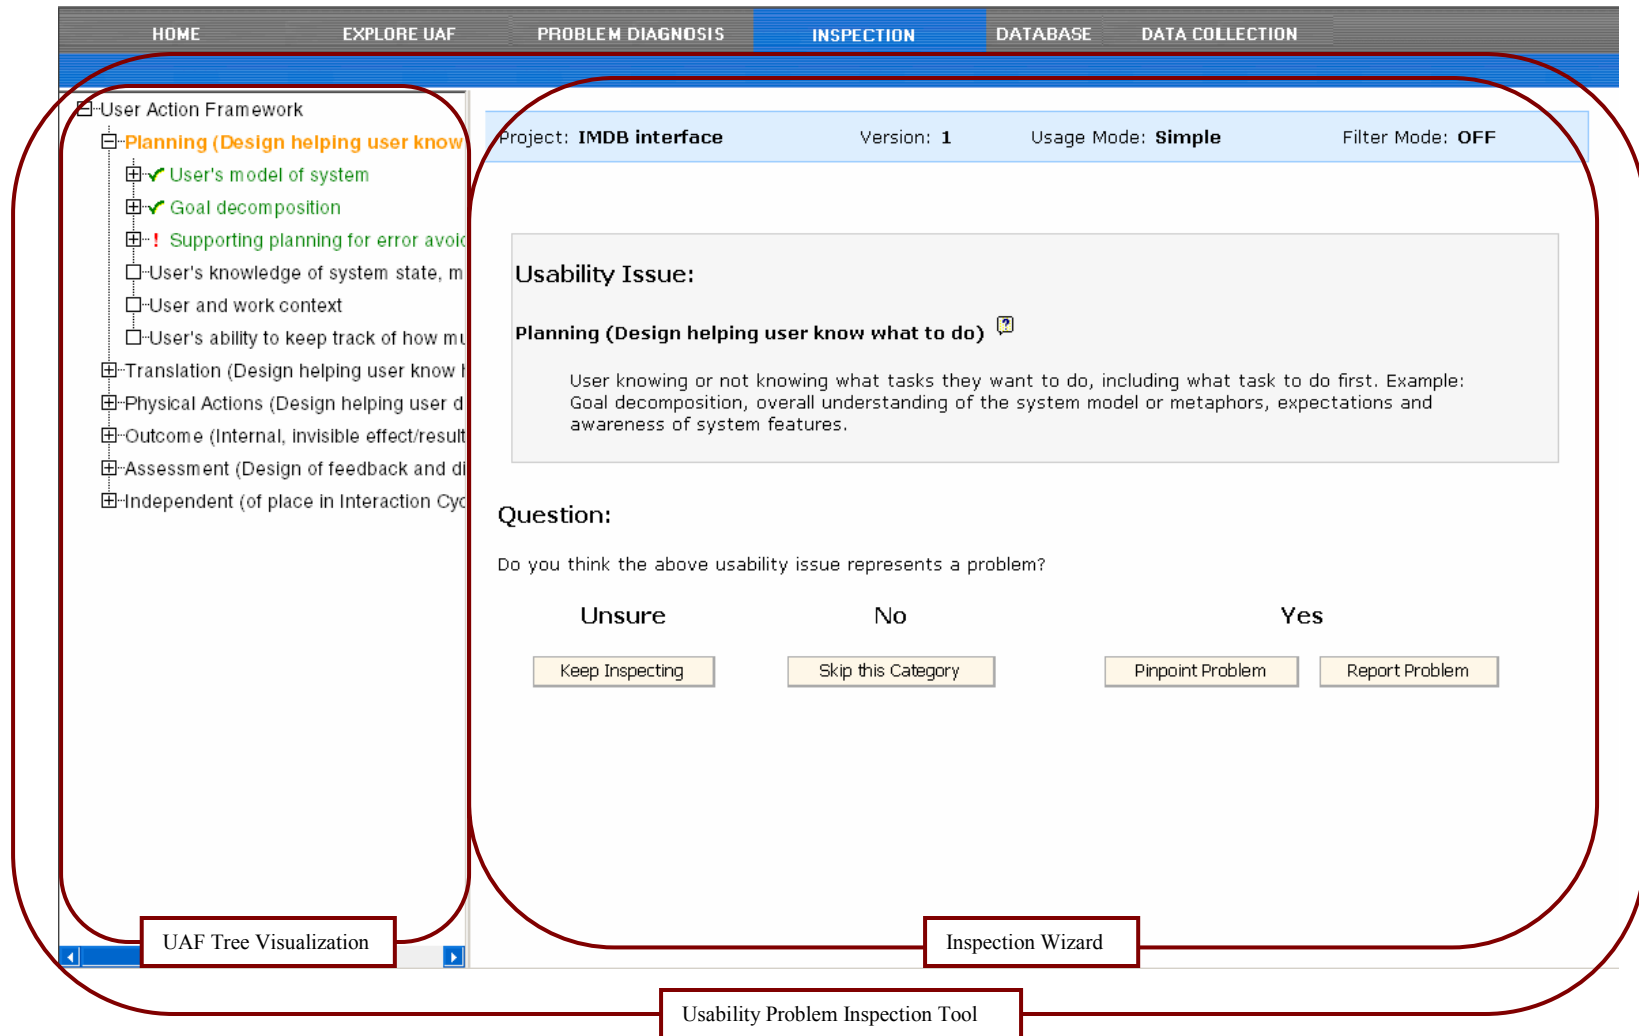 HOME EXPLORE UAF PROBLEM DIAGNOSIS INSPECTION DATABASE DATA COLLECTION
User Action Framework
Planning (Design helping user know
User's model of system
Goal decomposition
! Supporting planning for error avoid
User's knowledge of system state, m
User and work context
User's ability to keep track of how mu
Translation (Design helping user know h
Physical Actions (Design helping user d
Outcome (Internal, invisible effect/result
Assessment (Design of feedback and di
Independent (of place in Interaction Cyc
Project: IMDB interface Version: 1 Usage Mode: Simple Filter Mode: OFF
Usability Issue:
Planning (Design helping user know what to do) ?
User knowing or not knowing what tasks they want to do, including what task to do first. Example:
Goal decomposition, overall understanding of the system model or metaphors, expectations and
awareness of system features.
Question:
Do you think the above usability issue represents a problem?
Unsure No Yes
Keep Inspecting Skip this Category Pinpoint Problem Report Problem
UAF Tree Visualization
Inspection Wizard
Usability Problem Inspection Tool